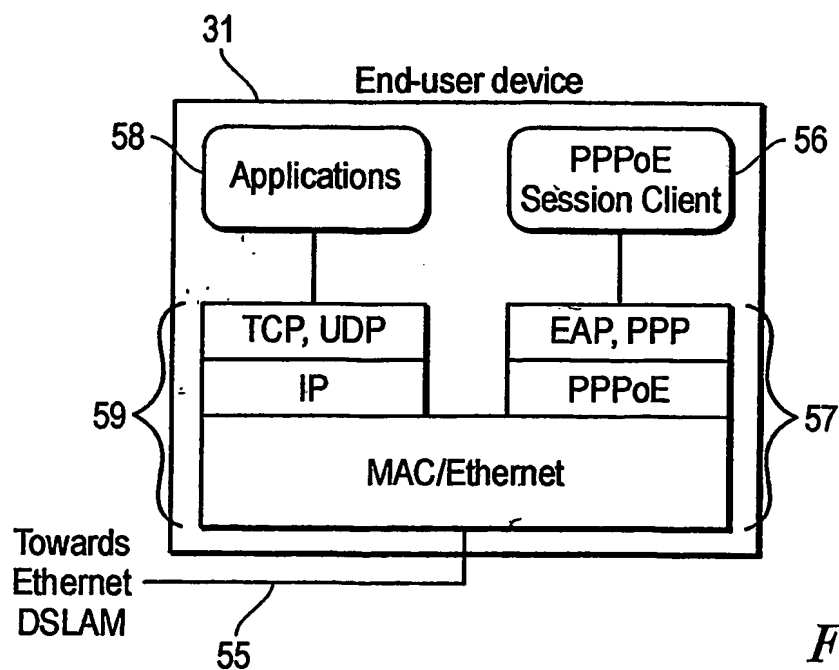 31
End-user device
58
Applications
PPPoE
Session Client
56
TCP, UDP
EAP, PPP
IP
PPPoE
59
57
MAC/Ethernet
Towards
Ethernet
DSLAM
55
F